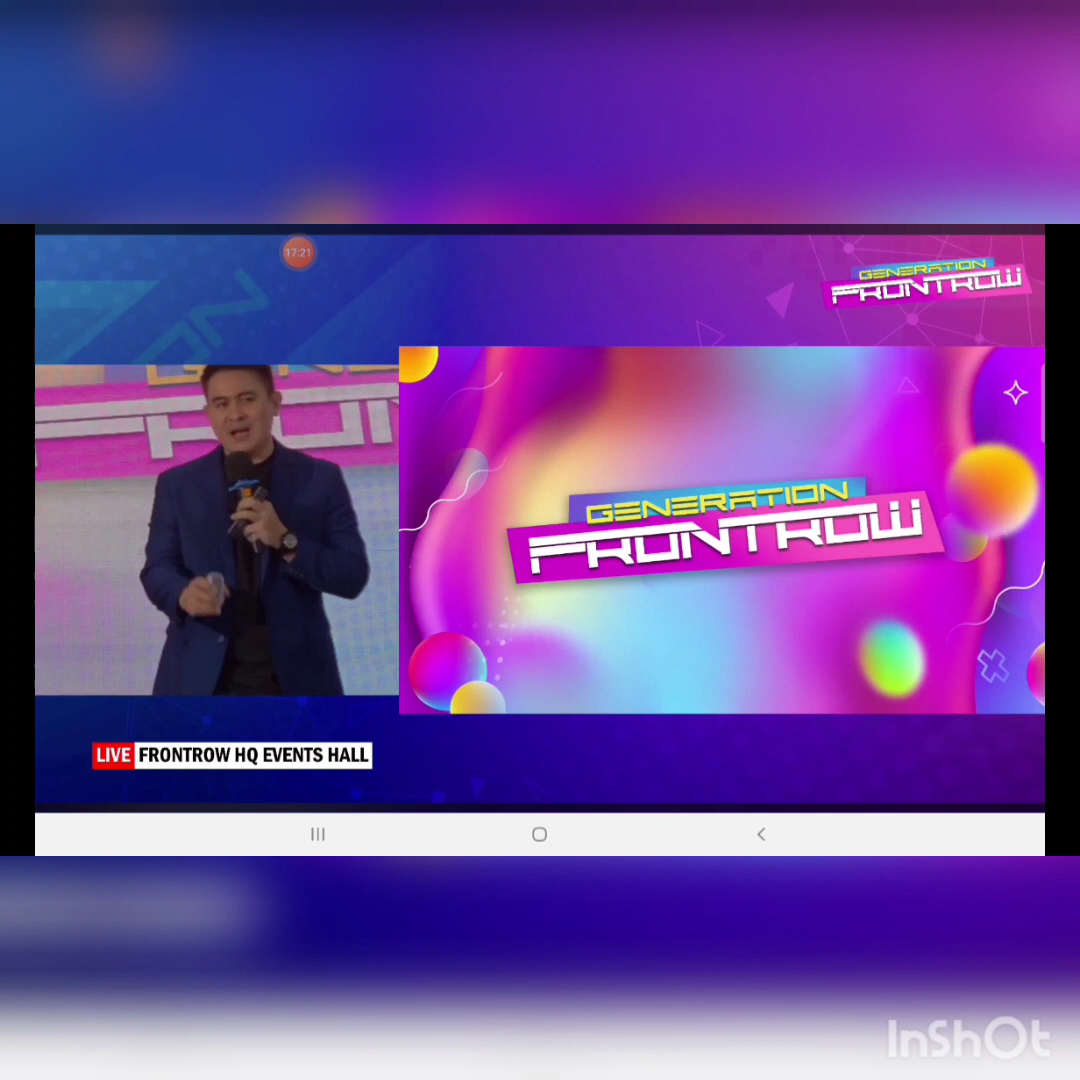 17:21
GENERATION
FRONTROW
GENERATION
FRONTROW
LIVE FRONTROW HQ EVENTS HALL
InShOt